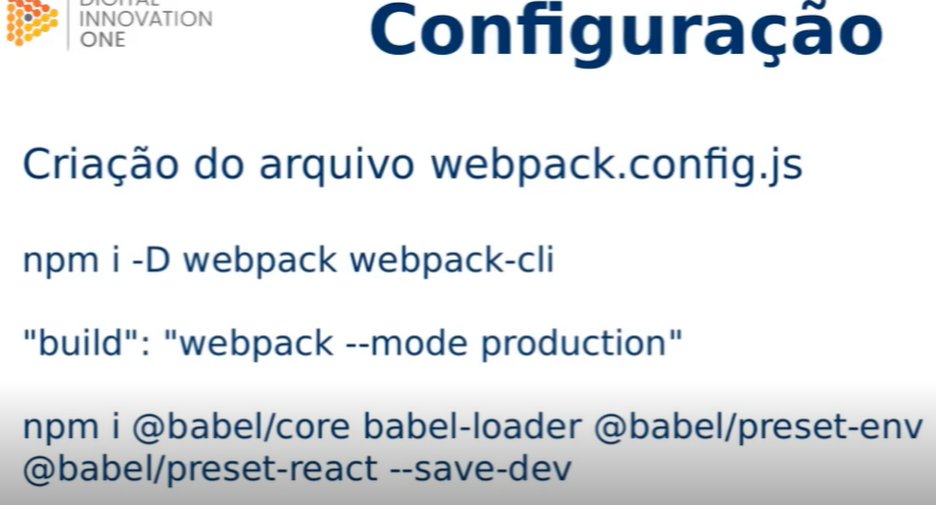 DIGITAL
INNOVATION
ONE
Configuração
Criação do arquivo webpack.config.js
npm i -D webpack webpack-cli
"build": "webpack --mode production"
npm i @babel/core babel-loader @babel/preset-env
@babel/preset-react --save-dev